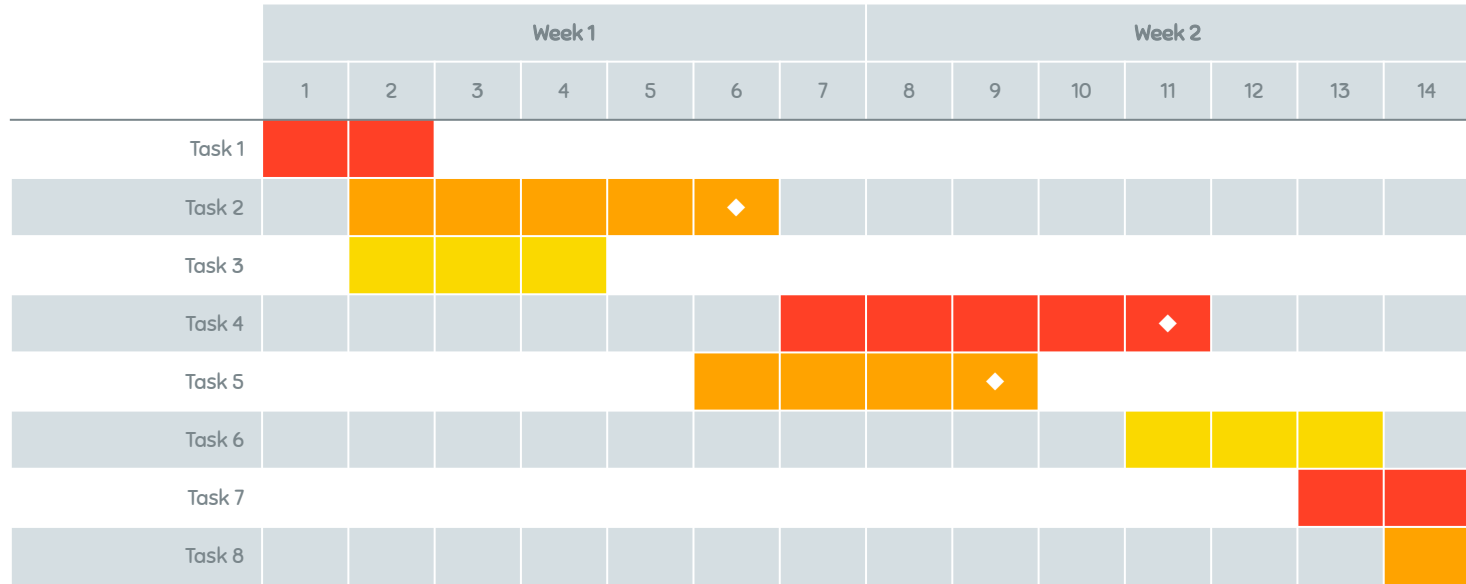 Week 1 Week 2
1 2 3 4 5 6 7 8 9 10 11 12 13 14
Task 1
Task 2
Task 3
Task 4
Task 5
Task 6
Task 7
Task 8